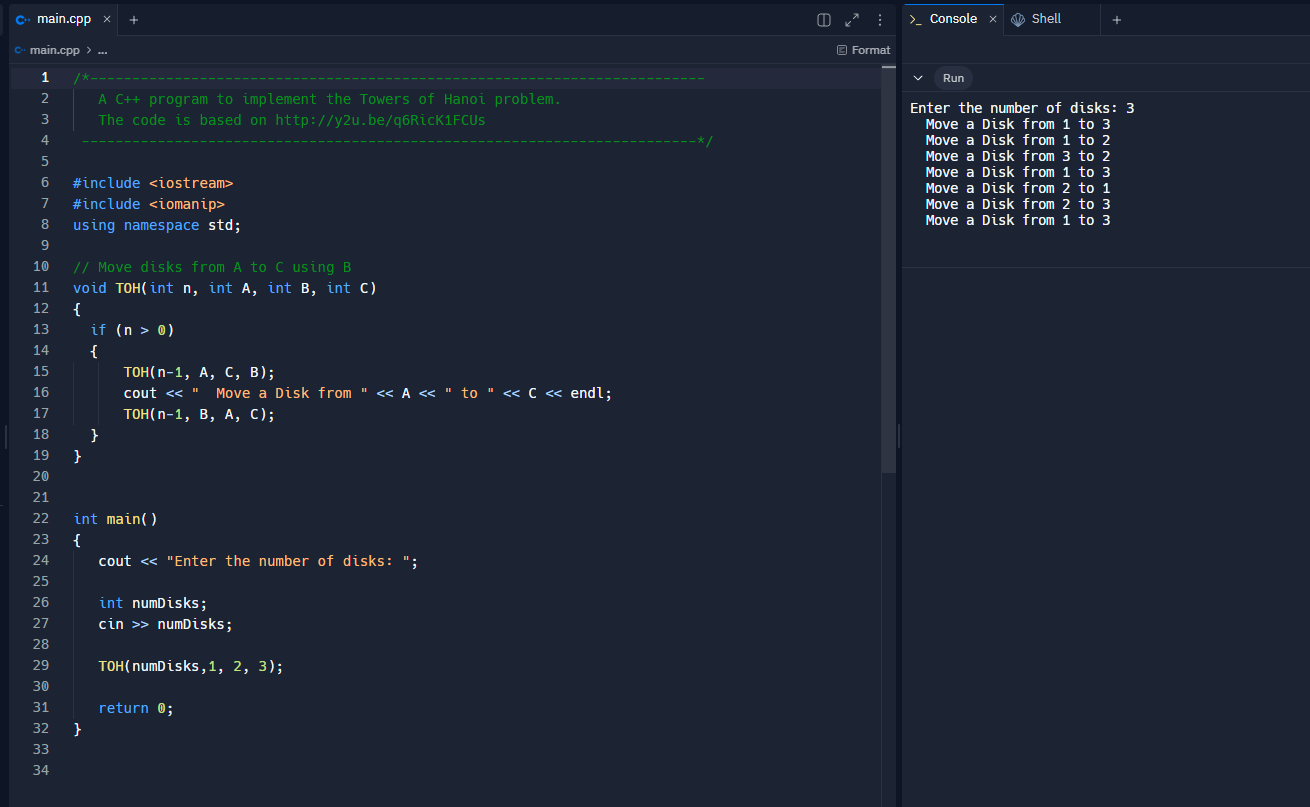 main.cpp × +
main.cpp > ...
Format
1 /*-------------------------------------------------------------------------
2    A C++ program to implement the Towers of Hanoi problem.
3    The code is based on http://y2u.be/q6RicK1FCUs
4  -------------------------------------------------------------------------*/
5
6 #include <iostream>
7 #include <iomanip>
8 using namespace std;
9
10 // Move disks from A to C using B
11 void TOH(int n, int A, int B, int C)
12 {
13   if (n > 0)
14   {
15       TOH(n-1, A, C, B);
16       cout << "  Move a Disk from " << A << " to " << C << endl;
17       TOH(n-1, B, A, C);
18   }
19 }
20
21
22 int main()
23 {
24    cout << "Enter the number of disks: ";
25
26    int numDisks;
27    cin >> numDisks;
28
29    TOH(numDisks,1, 2, 3);
30
31    return 0;
32 }
33
34
>_ Console × Shell +
Run
Enter the number of disks: 3
  Move a Disk from 1 to 3
  Move a Disk from 1 to 2
  Move a Disk from 3 to 2
  Move a Disk from 1 to 3
  Move a Disk from 2 to 1
  Move a Disk from 2 to 3
  Move a Disk from 1 to 3